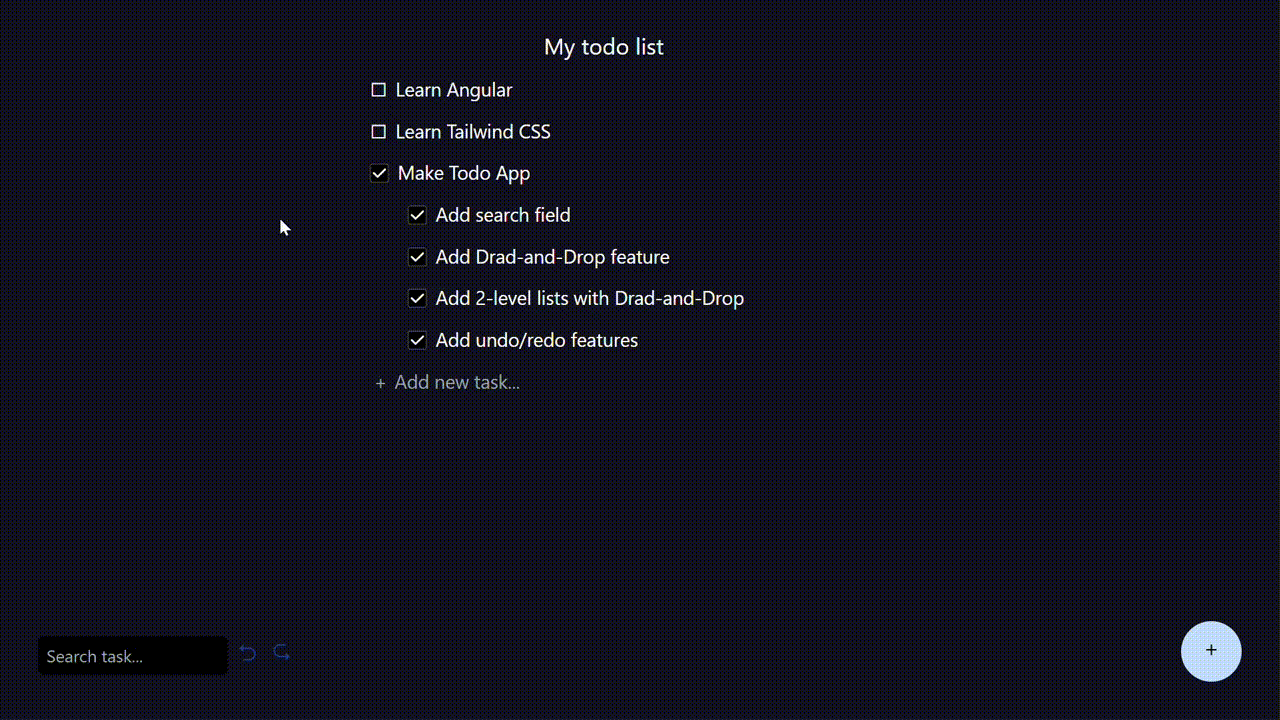 My todo list
Learn Angular
Learn Tailwind CSS
Make Todo App
Add search field
Add Drad-and-Drop feature
Add 2-level lists with Drad-and-Drop
Add undo/redo features
+ Add new task...
Search task...
+